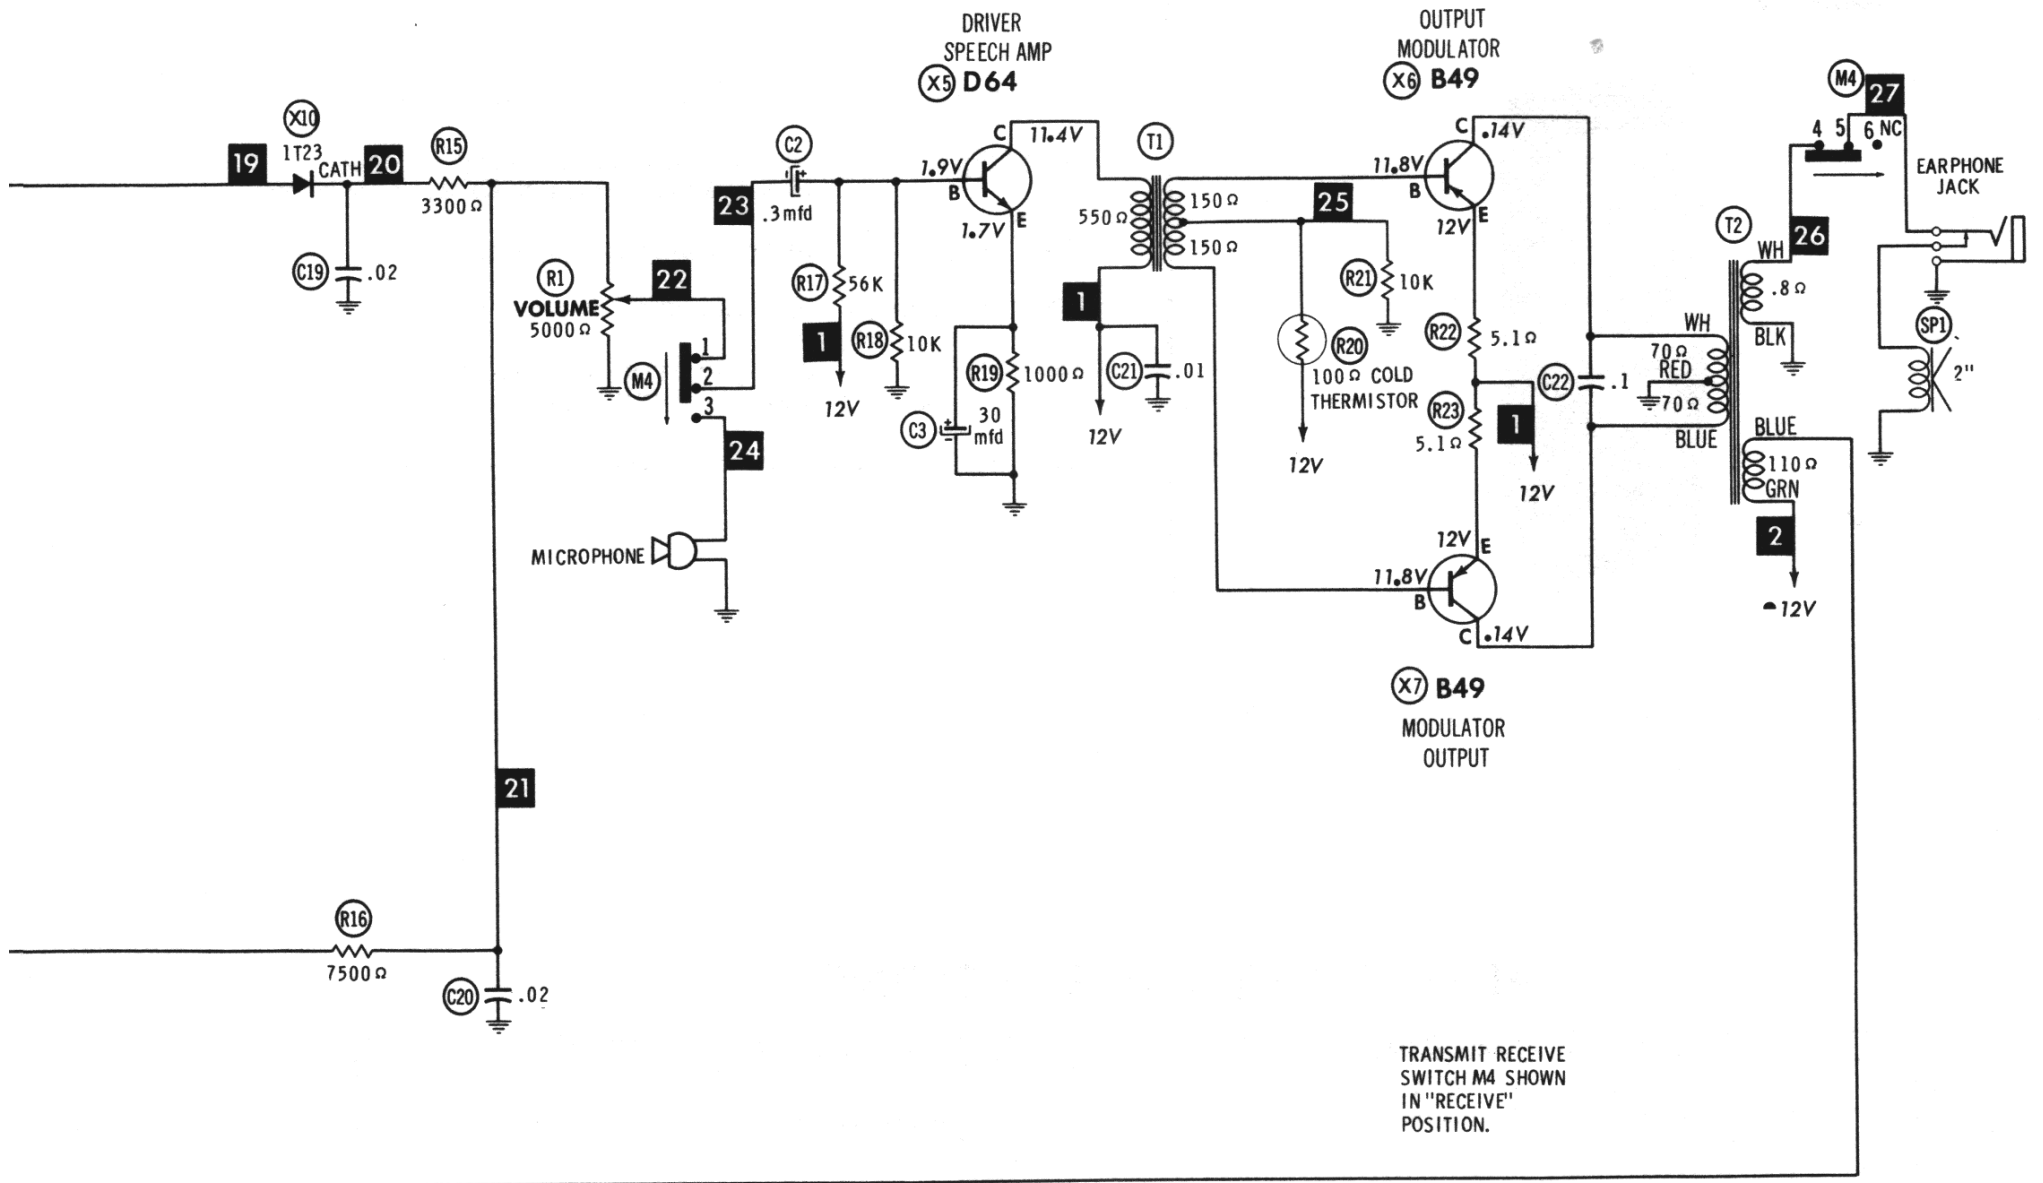 DRIVER
SPEECH AMP
X5 D64
OUTPUT
MODULATOR
X6 B49
M4 27
4 5 6 NC
EARPHONE
JACK
X10
1T23
19
CATH
20
R15
3300Ω
C2
.3mfd
23
1.9V
B
C
11.4V
E
1.7V
T1
550Ω
150Ω
150Ω
25
11.8V
B
C
.14V
E
12V
T2
WH
26
.8Ω
BLK
C19
.02
R1
VOLUME
5000Ω
22
R17
56K
1
12V
R18
10K
1
C21
.01
12V
R21
10K
R20
100Ω COLD
THERMISTOR
12V
R22
5.1Ω
R23
5.1Ω
1
12V
C22
.1
WH
70Ω
RED
70Ω
BLUE
SP1
2"
M4
1
2
3
24
R19
1000Ω
C3
30
mfd
BLUE
110Ω
GRN
2
12V
MICROPHONE
12V
E
11.8V
B
C
.14V
X7 B49
MODULATOR
OUTPUT
21
R16
7500Ω
C20
.02
TRANSMIT RECEIVE
SWITCH M4 SHOWN
IN "RECEIVE"
POSITION.